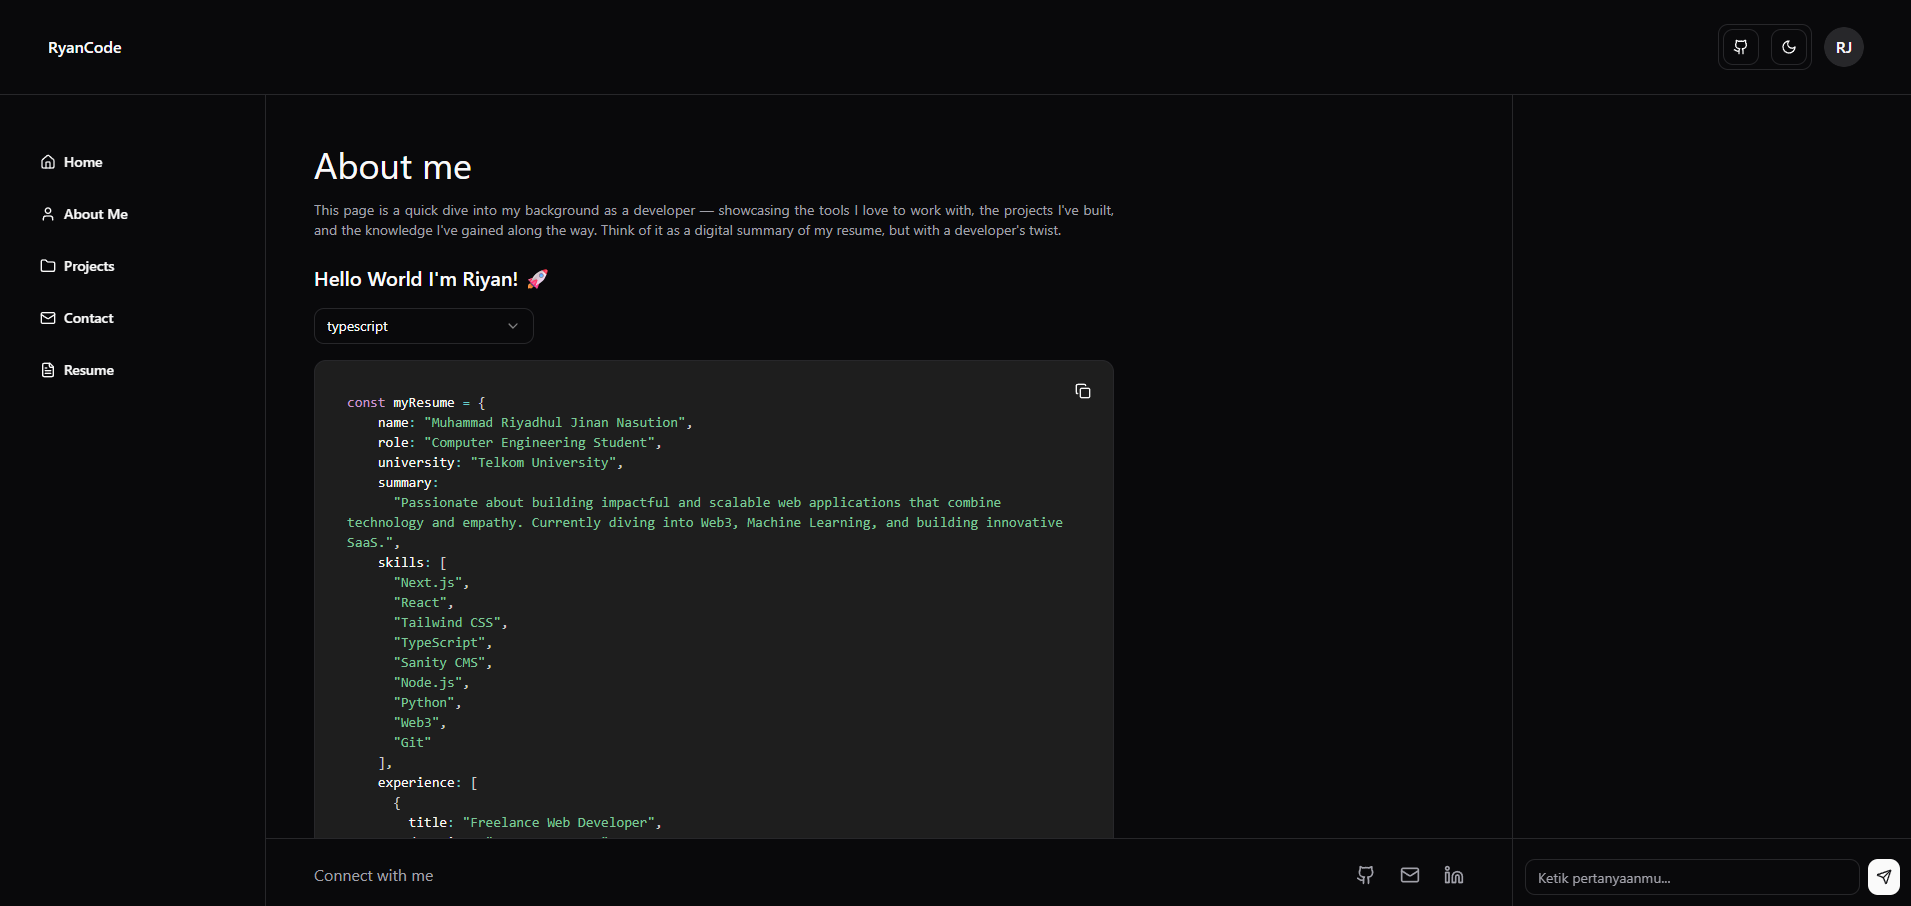 RyanCode
RJ
Home
About Me
Projects
Contact
Resume
About me
This page is a quick dive into my background as a developer — showcasing the tools I love to work with, the projects I've built,
and the knowledge I've gained along the way. Think of it as a digital summary of my resume, but with a developer's twist.
Hello World I'm Riyan! 🚀
typescript
const myResume = {
name: "Muhammad Riyadhul Jinan Nasution",
role: "Computer Engineering Student",
university: "Telkom University",
summary:
"Passionate about building impactful and scalable web applications that combine
technology and empathy. Currently diving into Web3, Machine Learning, and building innovative
SaaS.",
skills: [
"Next.js",
"React",
"Tailwind CSS",
"TypeScript",
"Sanity CMS",
"Node.js",
"Python",
"Web3",
"Git"
],
experience: [
{
title: "Freelance Web Developer",
Connect with me
Ketik pertanyaanmu...